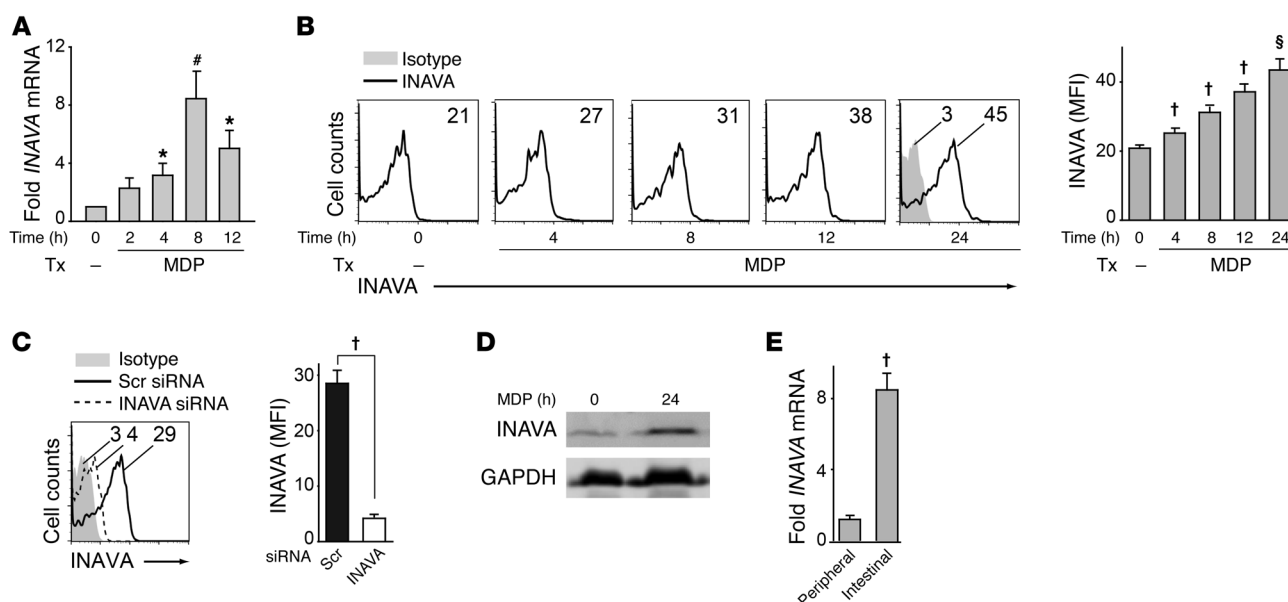 A
Fold INAVA mRNA
12
8
4
0
*
#
*
Time (h) 0 2 4 8 12
Tx – MDP
B
Isotype
INAVA
Cell counts
21
27
31
38
3 45
Time (h) 0 4 8 12 24
Tx – MDP
INAVA
INAVA (MFI)
40
20
0
† † † §
Time (h) 0 4 8 12 24
Tx – MDP
C
Isotype
Scr siRNA
INAVA siRNA
Cell counts
3 4 29
INAVA
INAVA (MFI)
30
20
10
0
†
siRNA Scr INAVA
D
MDP (h) 0 24
INAVA
GAPDH
E
Fold INAVA mRNA
8
4
0
†
Peripheral
Intestinal